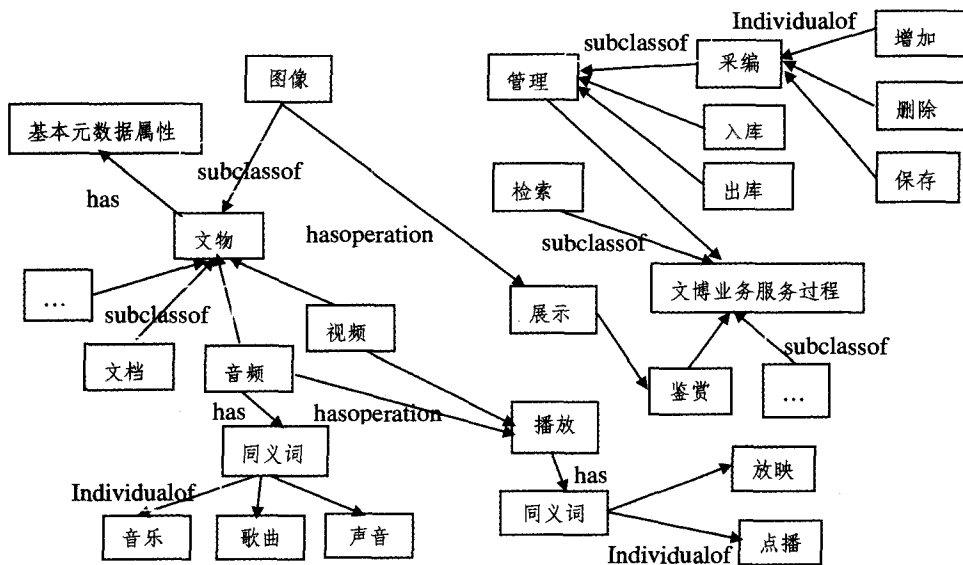 Individualof
增加
subclassof
采编
图像
管理
删除
基本元数据属性
入库
subclassof
保存
has
检索
出库
文物
hasoperation
subclassof
…
文博业务服务过程
subclassof
展示
视频
subclassof
文档
音频
鉴赏
…
has
hasoperation
播放
同义词
放映
has
Individualof
同义词
音乐
歌曲
声音
点播
Individualof